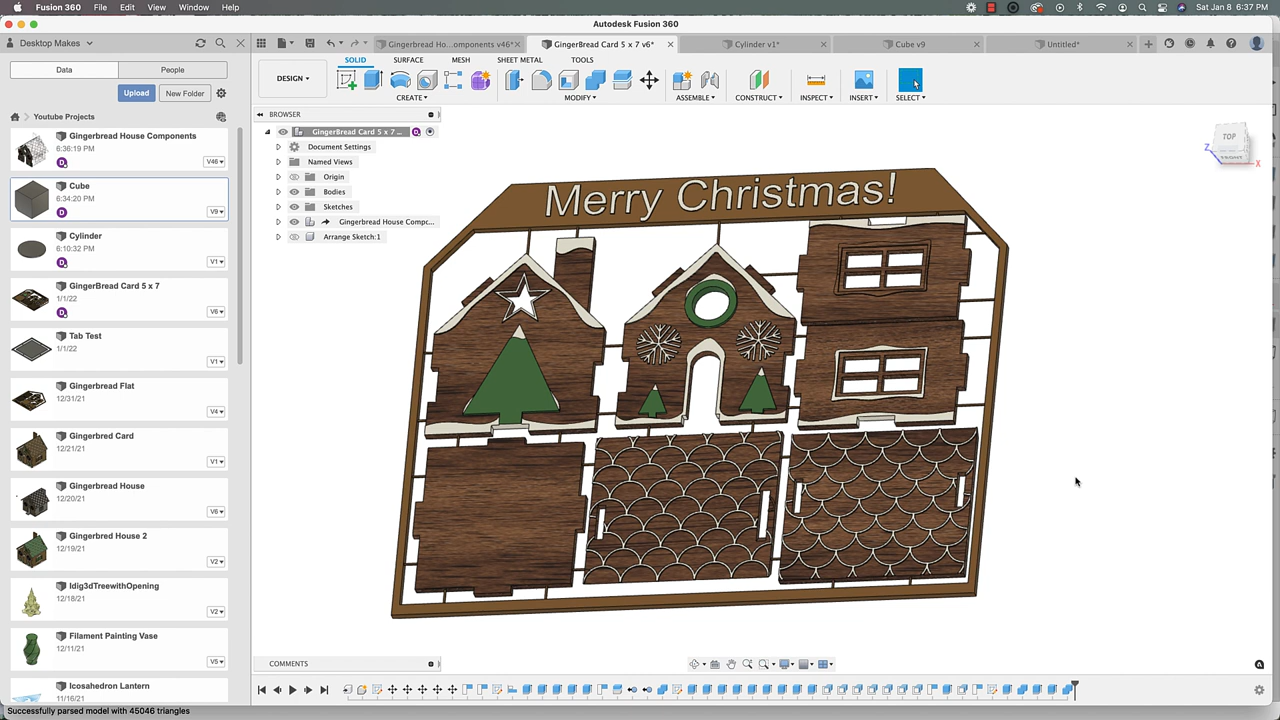 Fusion 360 File Edit View Window Help Sat Jan 8 6:37 PM
Autodesk Fusion 360
Desktop Makes
Gingerbread Ho...omponents v46*
GingerBread Card 5 x 7 v6*
Cylinder v1*
Cube v9
Untitled*
Data People
Upload New Folder
Youtube Projects
Gingerbread House Components
6:36:19 PM
V46
Cube
6:34:20 PM
V9
Cylinder
6:10:32 PM
V1
GingerBread Card 5 x 7
1/1/22
V6
Tab Test
1/1/22
V1
Gingerbread Flat
12/31/21
V4
Gingerbred Card
12/21/21
V1
Gingerbread House
12/20/21
V6
Gingerbred House 2
12/19/21
V2
Idig3dTreewithOpening
12/18/21
V2
Filament Painting Vase
12/11/21
V5
Icosahedron Lantern
11/16/21
SOLID SURFACE MESH SHEET METAL TOOLS
DESIGN
CREATE MODIFY ASSEMBLE CONSTRUCT INSPECT INSERT SELECT
BROWSER
GingerBread Card 5 x 7 ...
Document Settings
Named Views
Origin
Bodies
Sketches
Gingerbread House Compo...
Arrange Sketch:1
TOP
FRONT
Z
X
Merry Christmas!
COMMENTS
Successfully parsed model with 45046 triangles